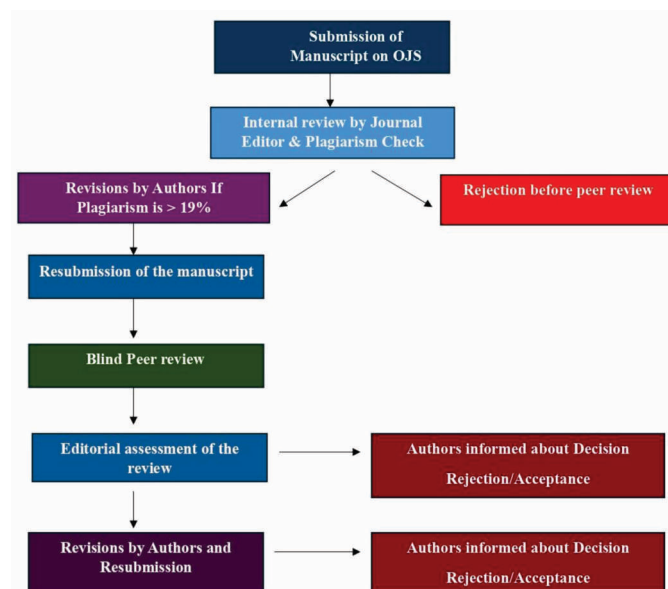 Submission of
Manuscript on OJS
Internal review by Journal
Editor & Plagiarism Check
Revisions by Authors If
Plagiarism is > 19%
Rejection before peer review
Resubmission of the manuscript
Blind Peer review
Editorial assessment of the
review
Authors informed about Decision
Rejection/Acceptance
Revisions by Authors and
Resubmission
Authors informed about Decision
Rejection/Acceptance